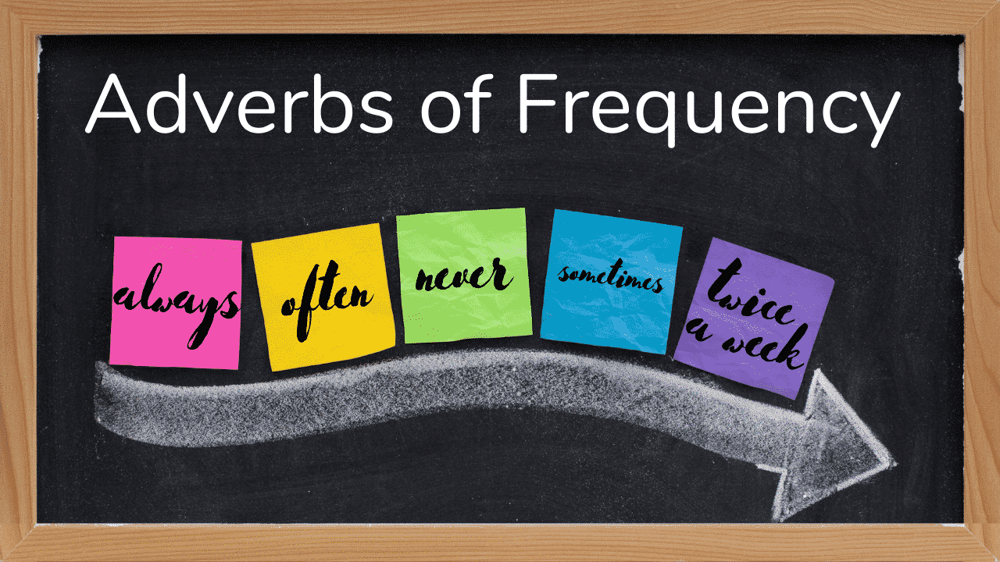 Adverbs of Frequency
always
often
never
sometimes
twice
a week